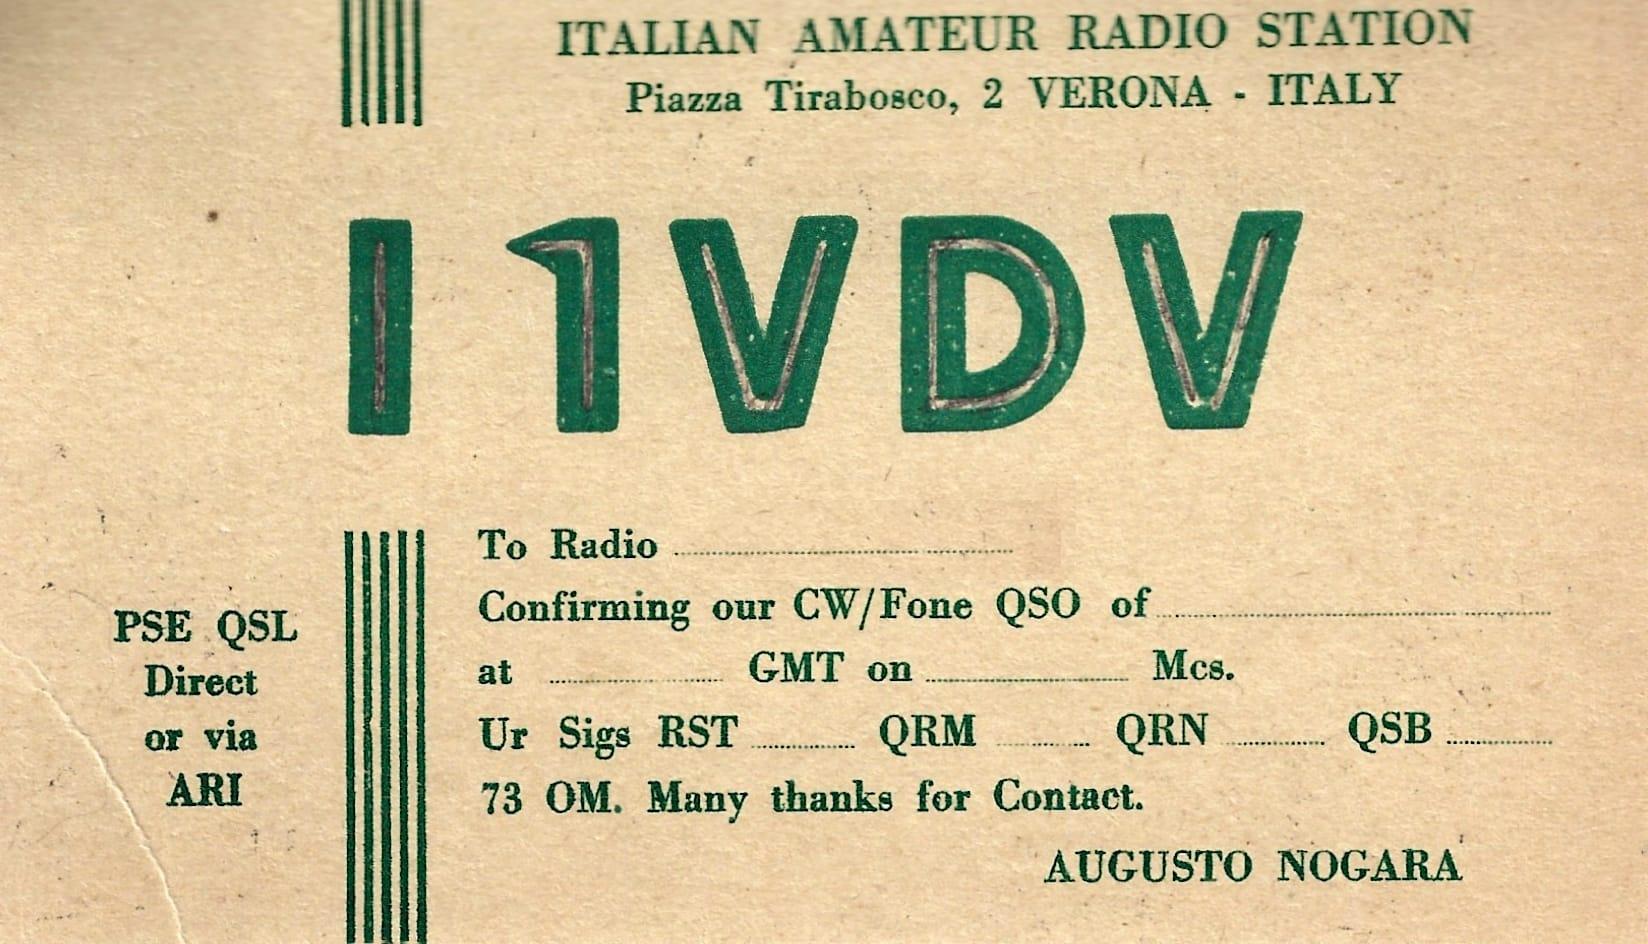 ITALIAN AMATEUR RADIO STATION
Piazza Tirabosco, 2 VERONA - ITALY
I1VDV
PSE QSL
Direct
or via
ARI
To Radio
Confirming our CW/Fone QSO of
at GMT on Mcs.
Ur Sigs RST QRM QRN QSB
73 OM. Many thanks for Contact.
AUGUSTO NOGARA